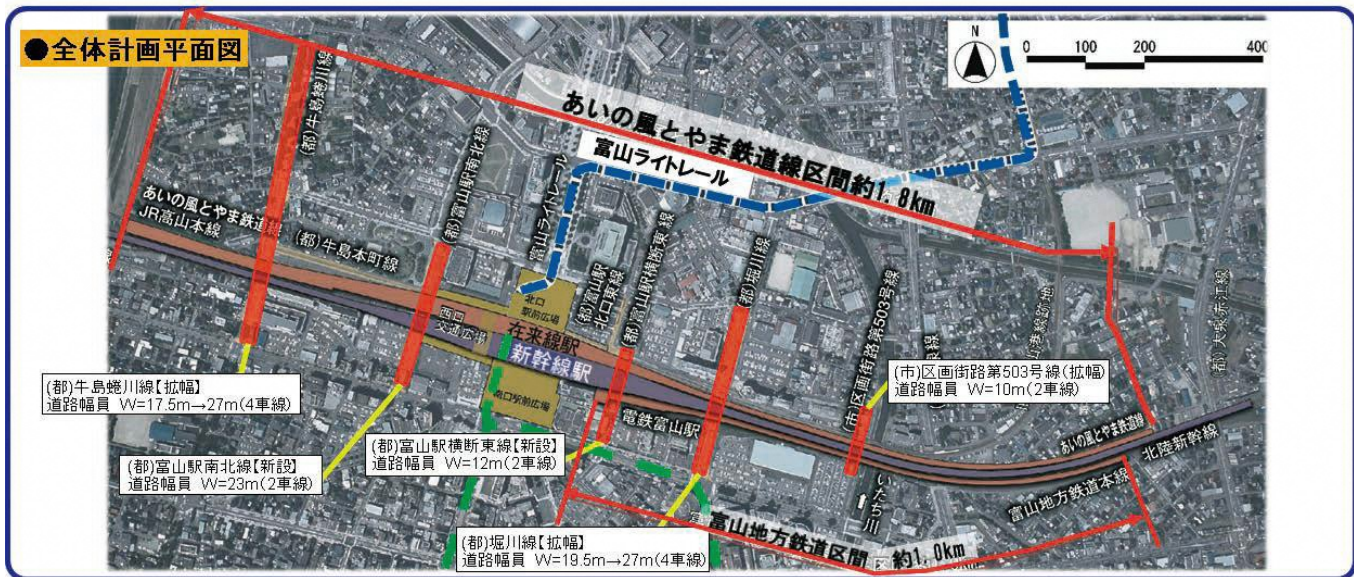 ●全体計画平面図
N
0 100 200 400
あいの風とやま鉄道線区間約1.8km
富山ライトレール
(都)牛島蜷川線
(都)富山駅南北線
富山ライトレール
あいの風とやま鉄道線
JR高山本線
(都)牛島本町線
(都)富山駅
北口東線
(都)富山駅横断東線
(都)堀川線
(市)区画街路第503号線
(都)大泉赤江線
北口
駅前広場
西口
交通広場
在来線駅
新幹線駅
南口駅前広場
電鉄富山駅
いたち川
あいの風とやま鉄道線
北陸新幹線
富山地方鉄道本線
(都)牛島蜷川線【拡幅】
道路幅員 W=17.5m→27m(4車線)
(都)富山駅南北線【新設】
道路幅員 W=23m(2車線)
(都)富山駅横断東線【新設】
道路幅員 W=12m(2車線)
(都)堀川線【拡幅】
道路幅員 W=19.5m→27m(4車線)
(市)区画街路第503号線(拡幅)
道路幅員 W=10m(2車線)
富山地方鉄道区間 約1.0km